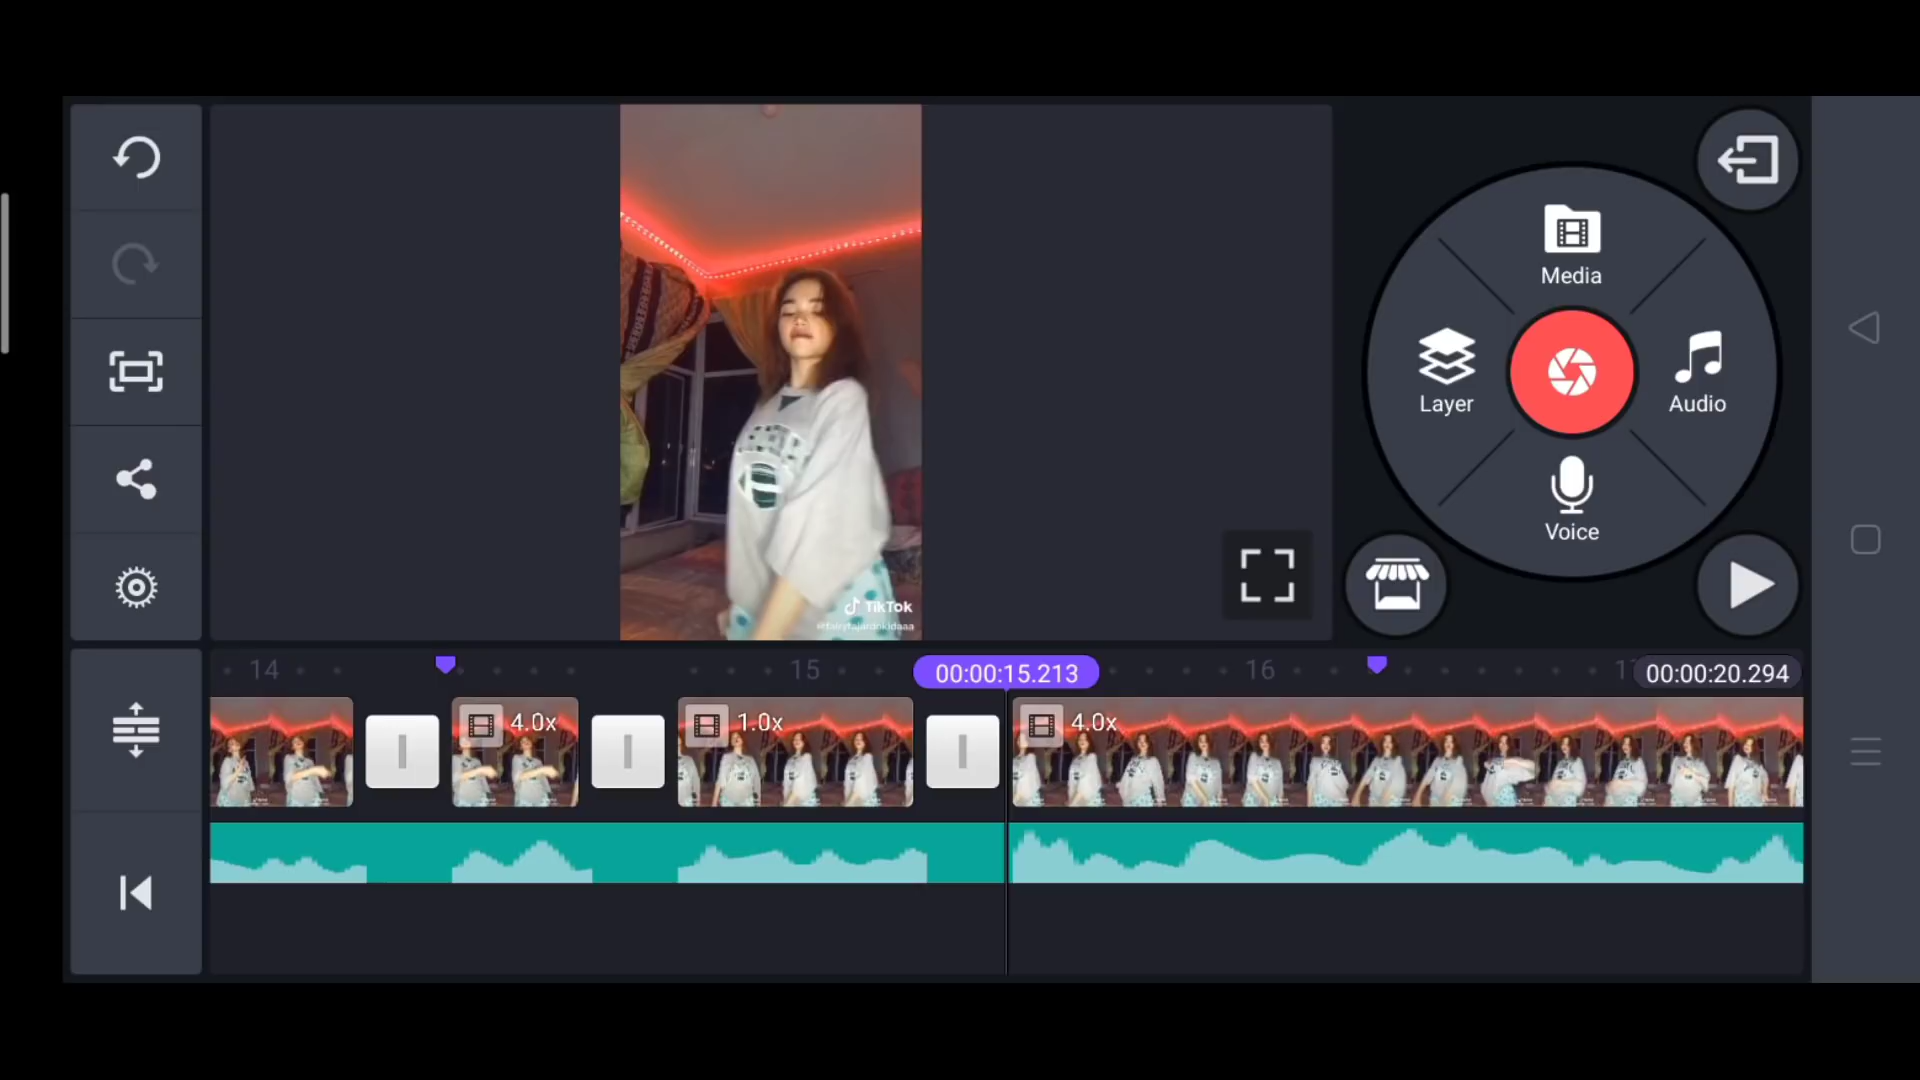 Media
Layer
Audio
Voice
TikTok
14
15
00:00:15.213
16
00:00:20.294
4.0x
1.0x
4.0x